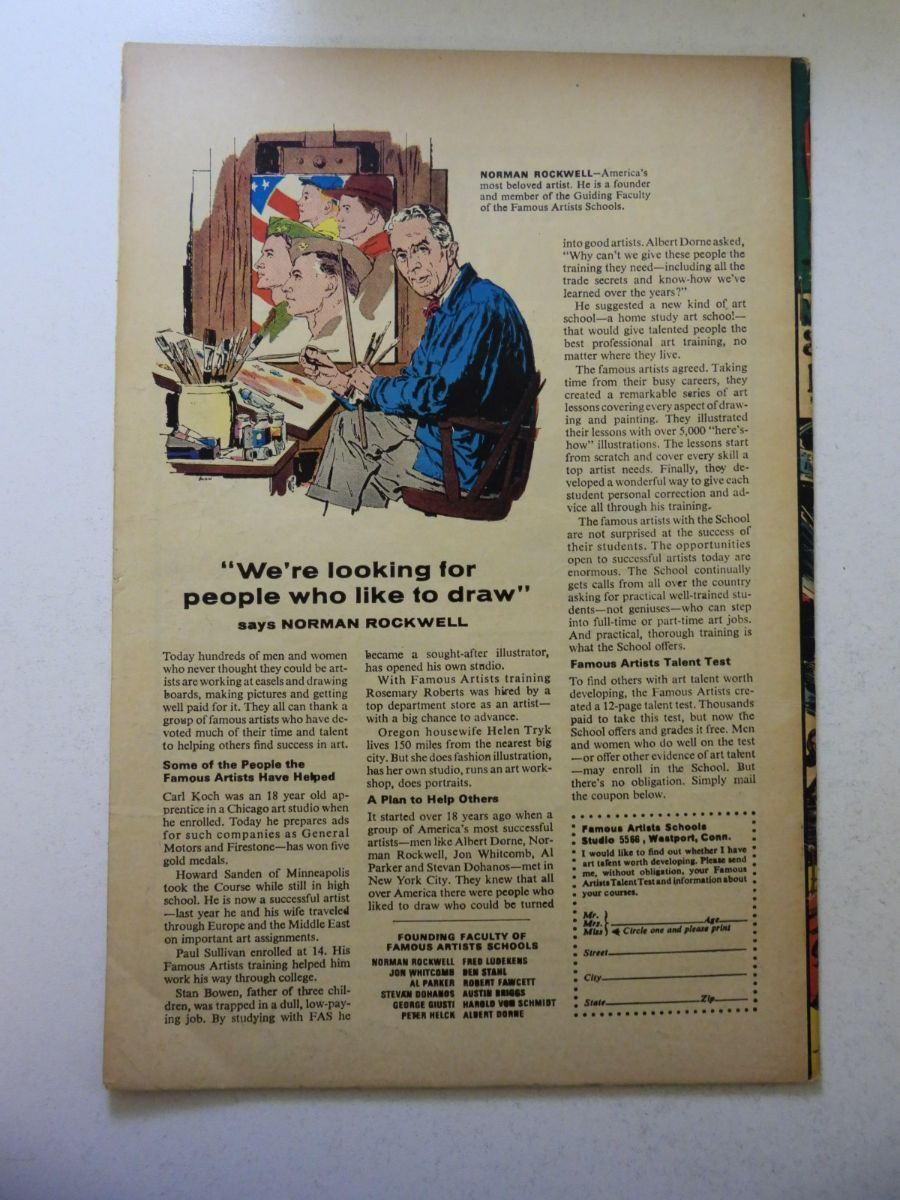 NORMAN ROCKWELL—America's
most beloved artist. He is a founder
and member of the Guiding Faculty
of the Famous Artists Schools.
"We're looking for
people who like to draw"
says NORMAN ROCKWELL
Today hundreds of men and women
who never thought they could be art-
ists are working at easels and drawing
boards, making pictures and getting
well paid for it. They all can thank a
group of famous artists who have de-
voted much of their time and talent
to helping others find success in art.
Some of the People the
Famous Artists Have Helped
Carl Koch was an 18 year old ap-
prentice in a Chicago art studio when
he enrolled. Today he prepares ads
for such companies as General
Motors and Firestone—has won five
gold medals.
Howard Sanden of Minneapolis
took the Course while still in high
school. He is now a successful artist
—last year he and his wife traveled
through Europe and the Middle East
on important art assignments.
Paul Sullivan enrolled at 14. His
Famous Artists training helped him
work his way through college.
Stan Bowen, father of three chil-
dren, was trapped in a dull, low-pay-
ing job. By studying with FAS he
became a sought-after illustrator,
has opened his own studio.
With Famous Artists training
Rosemary Roberts was hired by a
top department store as an artist—
with a big chance to advance.
Oregon housewife Helen Tryk
lives 150 miles from the nearest big
city. But she does fashion illustration,
has her own studio, runs an art work-
shop, does portraits.
A Plan to Help Others
It started over 18 years ago when a
group of America's most successful
artists—men like Albert Dorne, Nor-
man Rockwell, Jon Whitcomb, Al
Parker and Stevan Dohanos—met in
New York City. They knew that all
over America there were people who
liked to draw who could be turned
into good artists. Albert Dorne asked,
"Why can't we give these people the
training they need—including all the
trade secrets and know-how we've
learned over the years?"
He suggested a new kind of art
school—a home study art school—
that would give talented people the
best professional art training, no
matter where they live.
The famous artists agreed. Taking
time from their busy careers, they
created a remarkable series of art
lessons covering every aspect of draw-
ing and painting. They illustrated
their lessons with over 5,000 "here's-
how" illustrations. The lessons start
from scratch and cover every skill a
top artist needs. Finally, they de-
veloped a wonderful way to give each
student personal correction and ad-
vice all through his training.
The famous artists with the School
are not surprised at the success of
their students. The opportunities
open to successful artists today are
enormous. The School continually
gets calls from all over the country
asking for practical well-trained stu-
dents—not geniuses—who can step
into full-time or part-time art jobs.
And practical, thorough training is
what the School offers.
Famous Artists Talent Test
To find others with art talent worth
developing, the Famous Artists cre-
ated a 12-page talent test. Thousands
paid to take this test, but now the
School offers and grades it free. Men
and women who do well on the test
—or offer other evidence of art talent
—may enroll in the School. But
there's no obligation. Simply mail
the coupon below.
FOUNDING FACULTY OF
FAMOUS ARTISTS SCHOOLS
NORMAN ROCKWELL FRED LUDEKENS
JON WHITCOMB BEN STAHL
AL PARKER ROBERT FAWCETT
STEVAN DOHANOS AUSTIN BRIGGS
GEORGE GIUSTI HAROLD VON SCHMIDT
PETER HELCK ALBERT DORNE
Famous Artists Schools
Studio 5566, Westport, Conn.
I would like to find out whether I have
art talent worth developing. Please send
me, without obligation, your Famous
Artists Talent Test and information about
your courses.
Mr.
Mrs. Age
Miss Circle one and please print
Street
City
State Zip